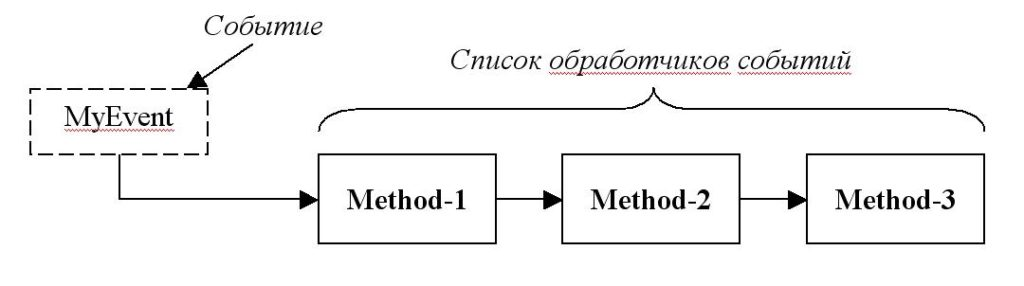 Событие
Список обработчиков событий
MyEvent
Method-1
Method-2
Method-3